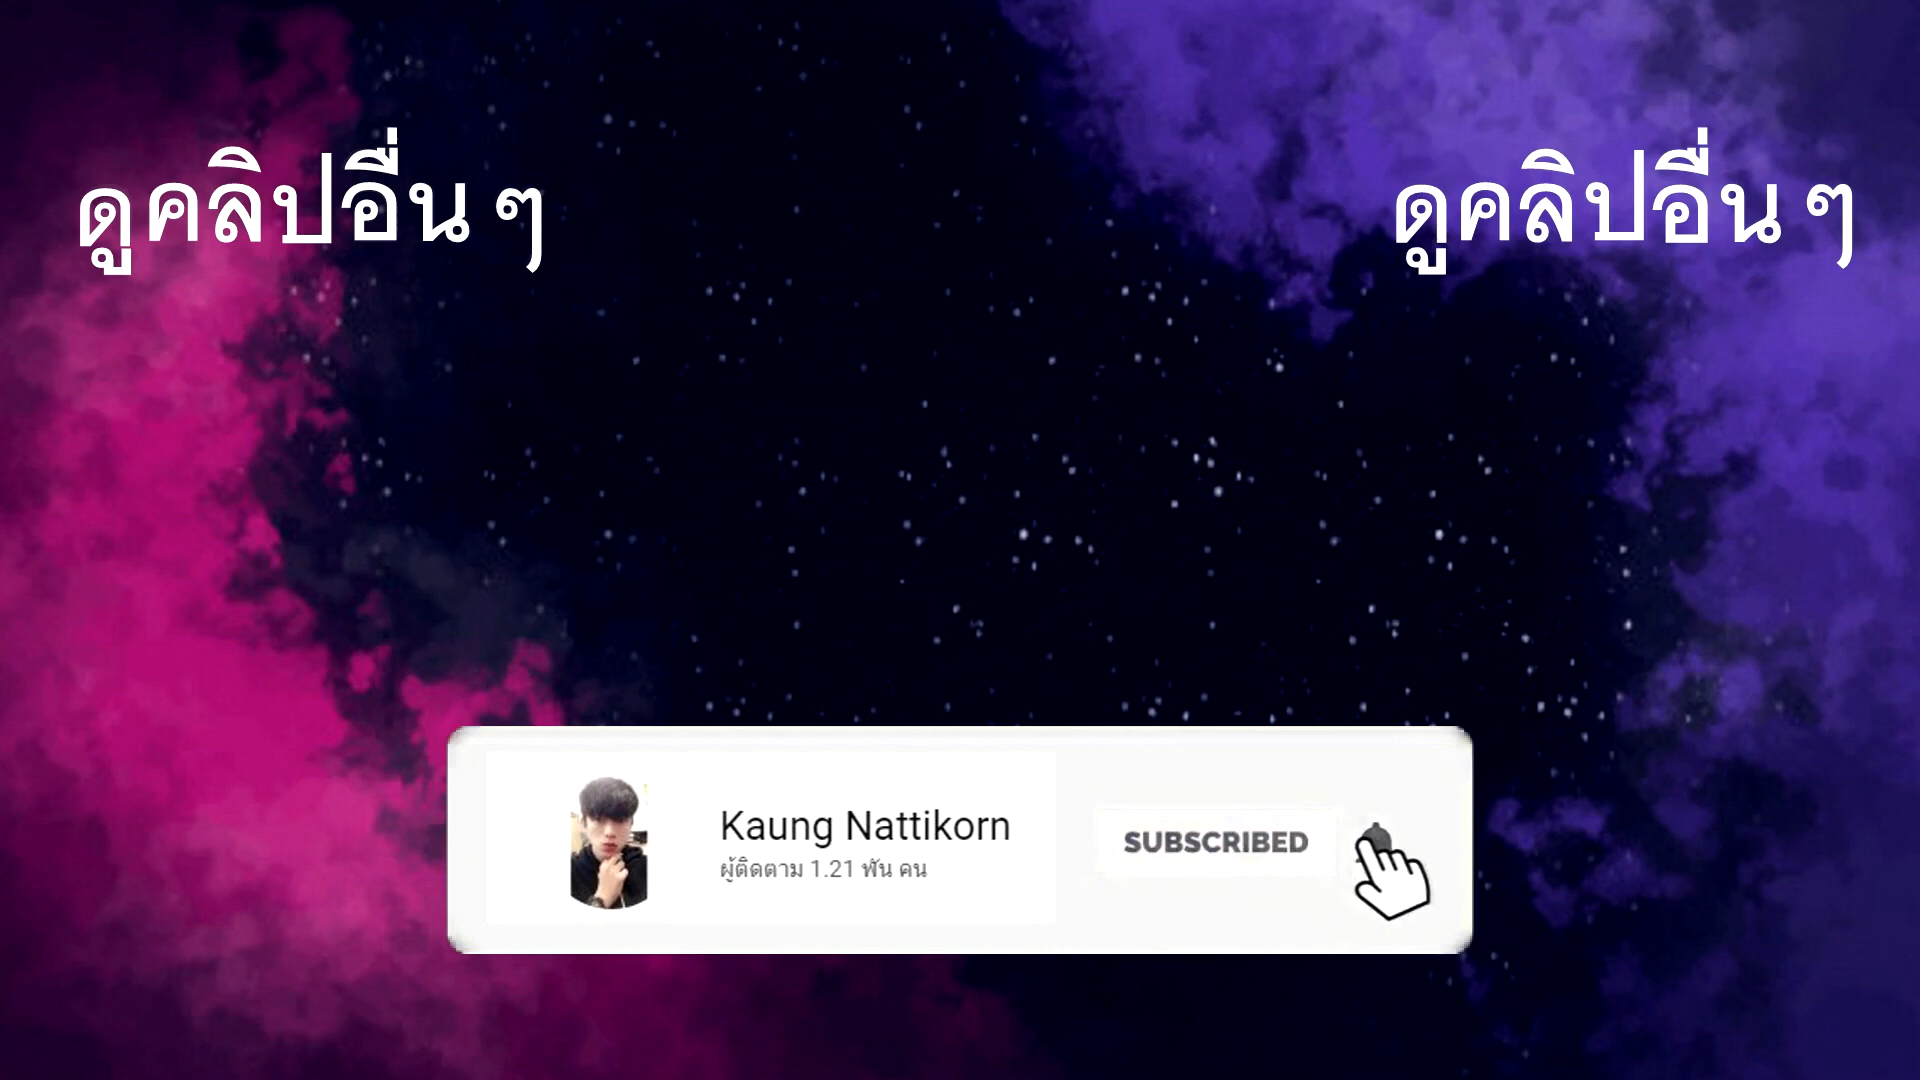 ดูคลิปอื่น ๆ
ดูคลิปอื่น ๆ
Kaung Nattikorn
ผู้ติดตาม 1.21 พัน คน
SUBSCRIBED